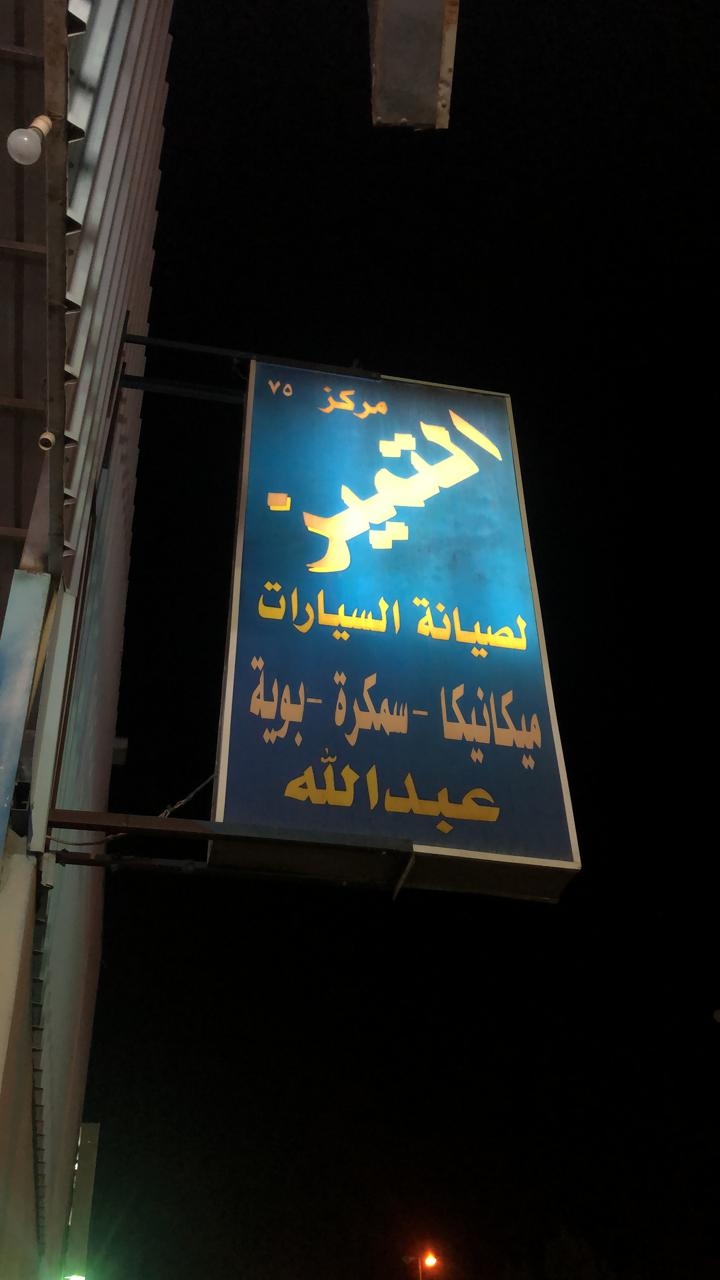 مركز ٧٥
التميز
لصيانة السيارات
ميكانيكا - سمكرة - بوية
عبدالله